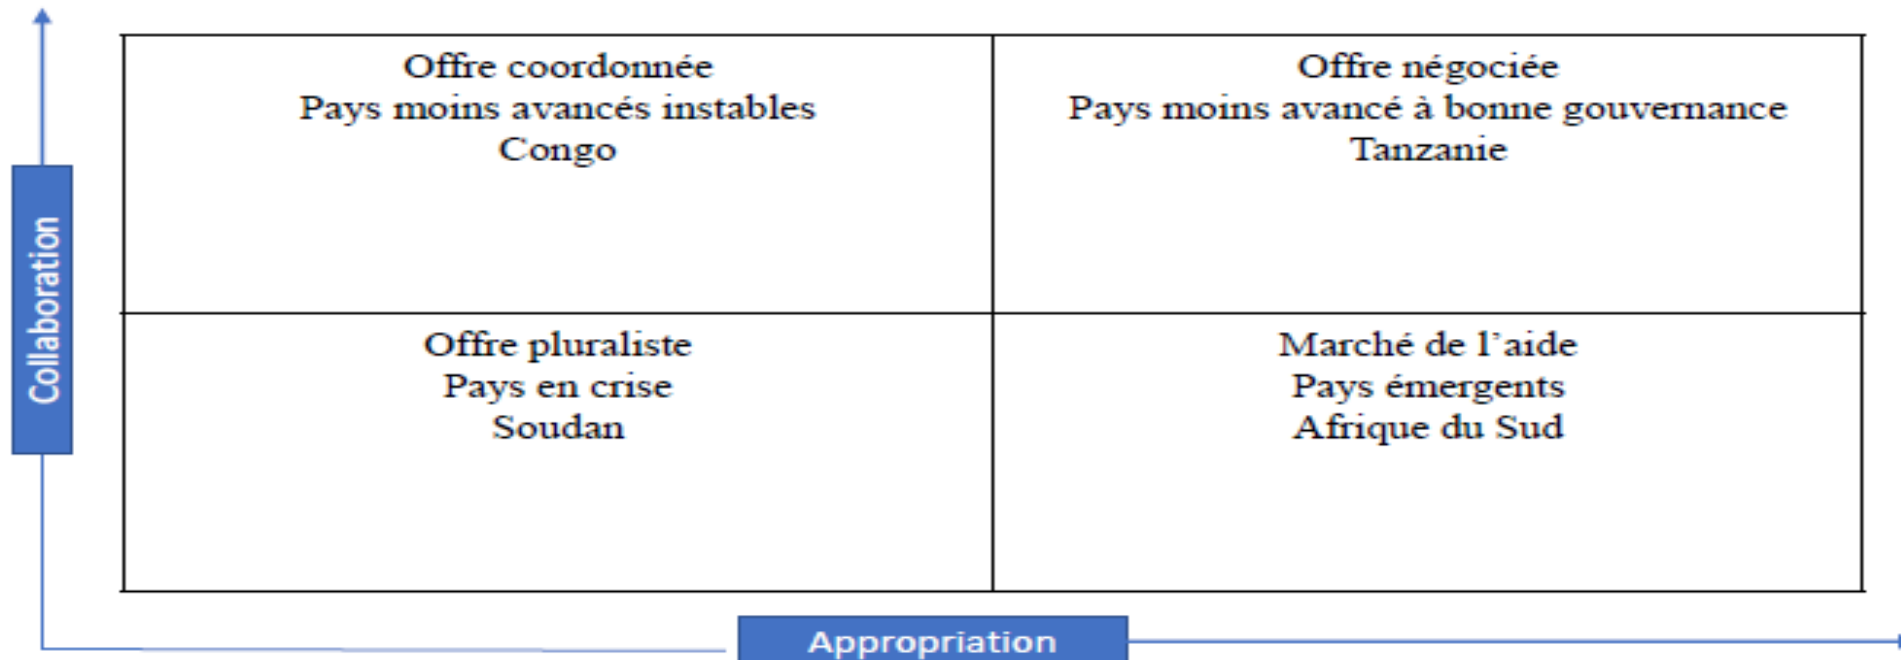 Offre coordonnée
Pays moins avancés instables
Congo
Offre négociée
Pays moins avancé à bonne gouvernance
Tanzanie
Collaboration
Offre pluraliste
Pays en crise
Soudan
Marché de l'aide
Pays émergents
Afrique du Sud
Appropriation